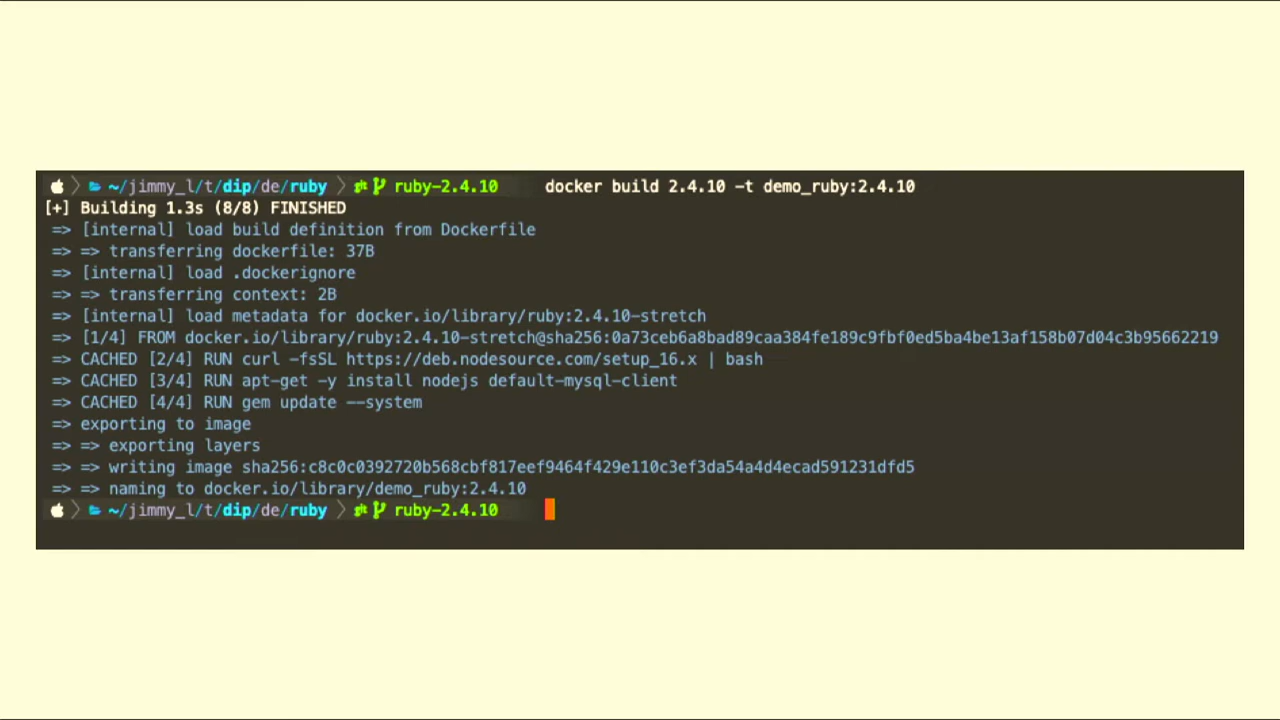 ~/jimmy_l/t/dip/de/ruby ruby-2.4.10 docker build 2.4.10 -t demo_ruby:2.4.10
[+] Building 1.3s (8/8) FINISHED
=> [internal] load build definition from Dockerfile
=> => transferring dockerfile: 37B
=> [internal] load .dockerignore
=> => transferring context: 2B
=> [internal] load metadata for docker.io/library/ruby:2.4.10-stretch
=> [1/4] FROM docker.io/library/ruby:2.4.10-stretch@sha256:0a73ceb6a8bad89caa384fe189c9fbf0ed5ba4be13af158b07d04c3b95662219
=> CACHED [2/4] RUN curl -fsSL https://deb.nodesource.com/setup_16.x | bash
=> CACHED [3/4] RUN apt-get -y install nodejs default-mysql-client
=> CACHED [4/4] RUN gem update --system
=> exporting to image
=> => exporting layers
=> => writing image sha256:c8c0c0392720b568cbf817eef9464f429e110c3ef3da54a4d4ecad591231dfd5
=> => naming to docker.io/library/demo_ruby:2.4.10
~/jimmy_l/t/dip/de/ruby ruby-2.4.10